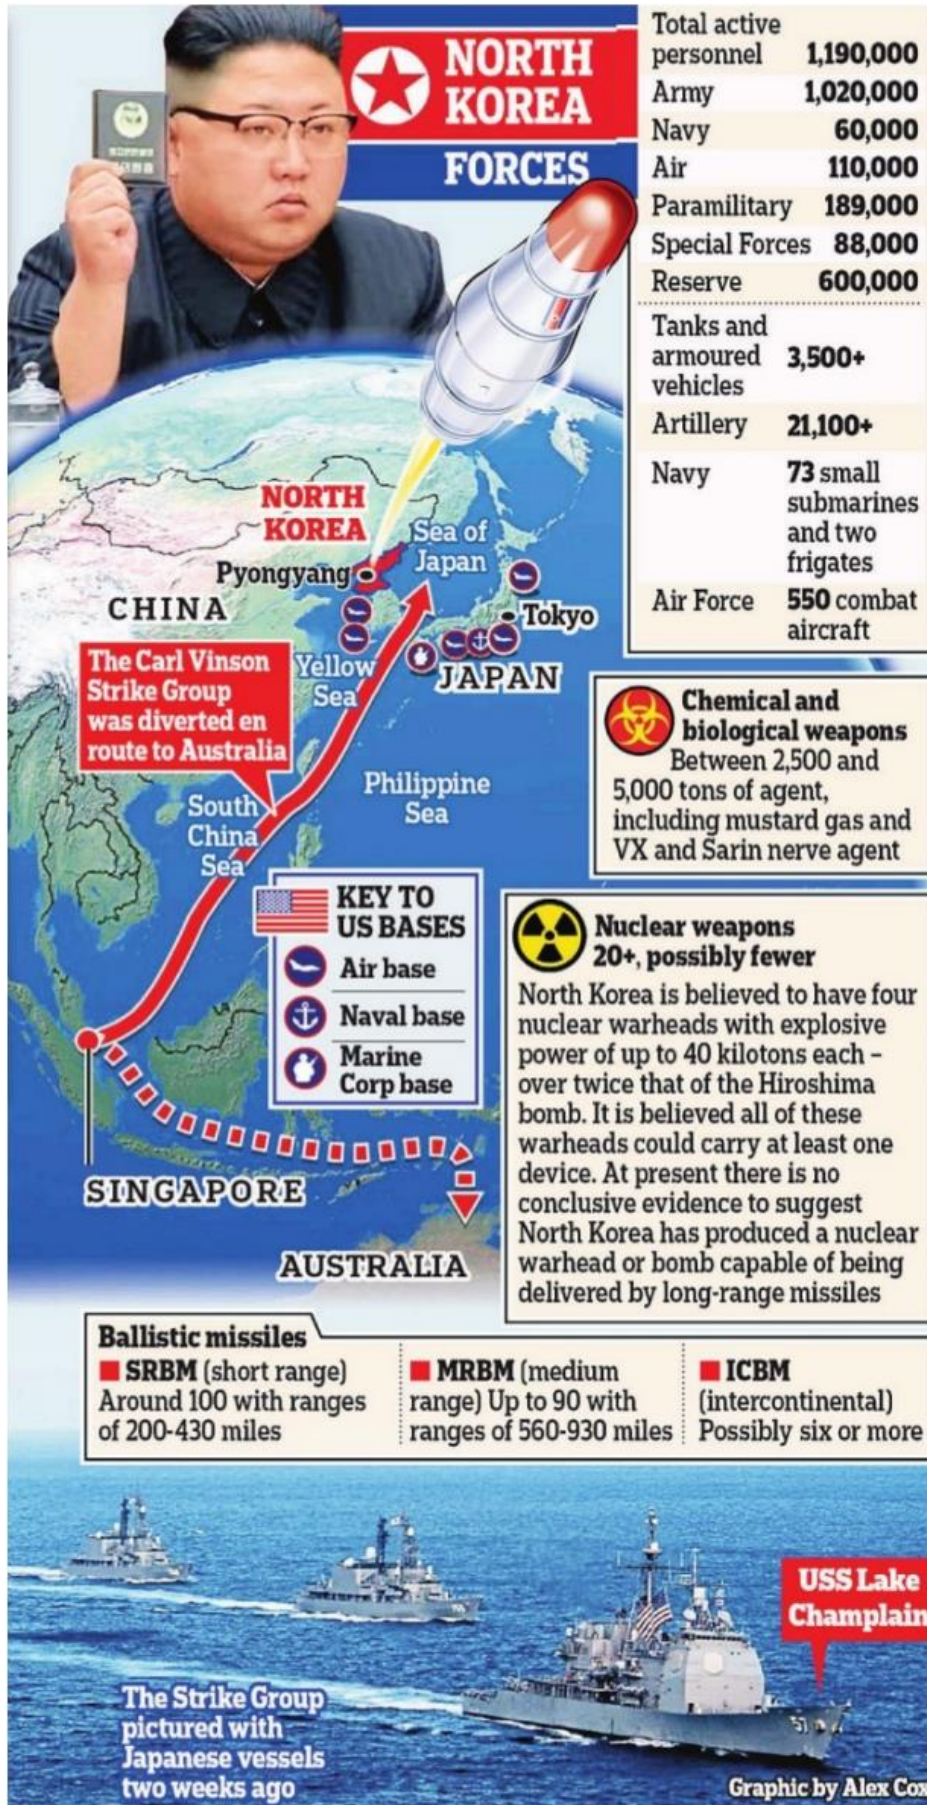 NORTH
KOREA
FORCES
Total active
personnel 1,190,000
Army 1,020,000
Navy 60,000
Air 110,000
Paramilitary 189,000
Special Forces 88,000
Reserve 600,000
Tanks and
armoured 3,500+
vehicles
Artillery 21,100+
Navy 73 small
submarines
and two
frigates
Air Force 550 combat
aircraft
NORTH
KOREA
Sea of
Japan
Pyongyang
CHINA
Tokyo
JAPAN
Yellow
Sea
The Carl Vinson
Strike Group
was diverted en
route to Australia
Philippine
Sea
South
China
Sea
KEY TO
US BASES
Air base
Naval base
Marine
Corp base
SINGAPORE
AUSTRALIA
Chemical and
biological weapons
Between 2,500 and
5,000 tons of agent,
including mustard gas and
VX and Sarin nerve agent
Nuclear weapons
20+, possibly fewer
North Korea is believed to have four
nuclear warheads with explosive
power of up to 40 kilotons each –
over twice that of the Hiroshima
bomb. It is believed all of these
warheads could carry at least one
device. At present there is no
conclusive evidence to suggest
North Korea has produced a nuclear
warhead or bomb capable of being
delivered by long-range missiles
Ballistic missiles
SRBM (short range)
Around 100 with ranges
of 200-430 miles
MRBM (medium
range) Up to 90 with
ranges of 560-930 miles
ICBM
(intercontinental)
Possibly six or more
USS Lake
Champlain
57
The Strike Group
pictured with
Japanese vessels
two weeks ago
Graphic by Alex Cox